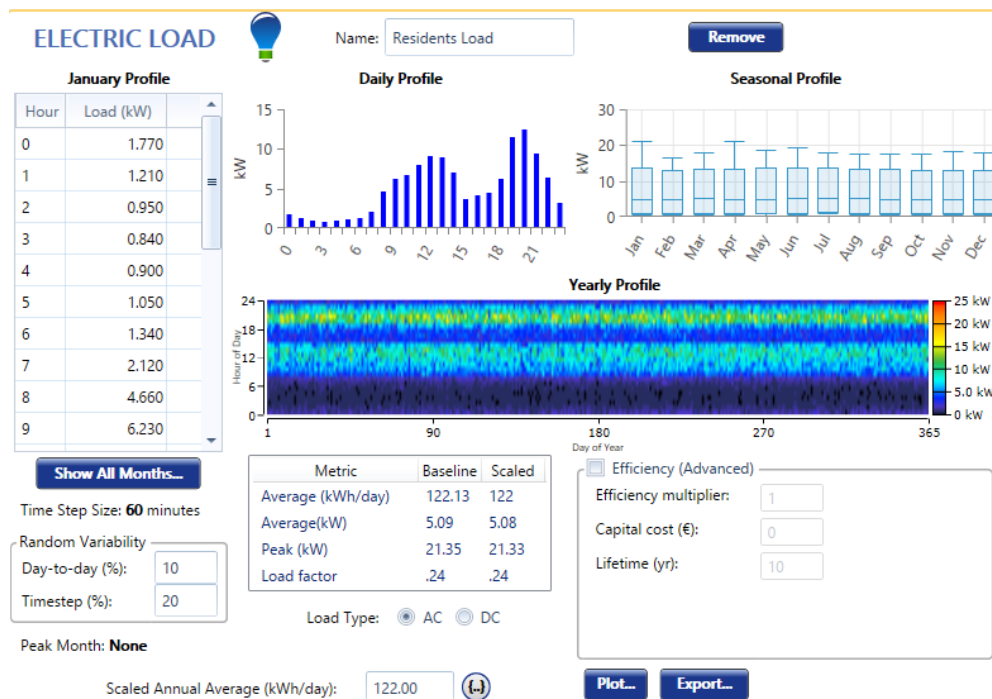 ELECTRIC LOAD
Name: Residents Load
Remove
January Profile
Hour Load (kW)
0 1.770
1 1.210
2 0.950
3 0.840
4 0.900
5 1.050
6 1.340
7 2.120
8 4.660
9 6.230
Show All Months...
Time Step Size: 60 minutes
Random Variability
Day-to-day (%): 10
Timestep (%): 20
Peak Month: None
Daily Profile
kW
15
10
5
0
0 3 6 9 12 15 18 21
Seasonal Profile
kW
30
20
10
0
Jan Feb Mar Apr May Jun Jul Aug Sep Oct Nov Dec
Yearly Profile
Hour of Day
24
18
12
6
0
1 90 180 270 365
Day of Year
25 kW
20 kW
15 kW
10 kW
5.0 kW
0 kW
Metric Baseline Scaled
Average (kWh/day) 122.13 122
Average(kW) 5.09 5.08
Peak (kW) 21.35 21.33
Load factor .24 .24
Load Type: AC DC
Efficiency (Advanced)
Efficiency multiplier: 1
Capital cost (€): 0
Lifetime (yr): 10
Scaled Annual Average (kWh/day): 122.00 {..}
Plot... Export...